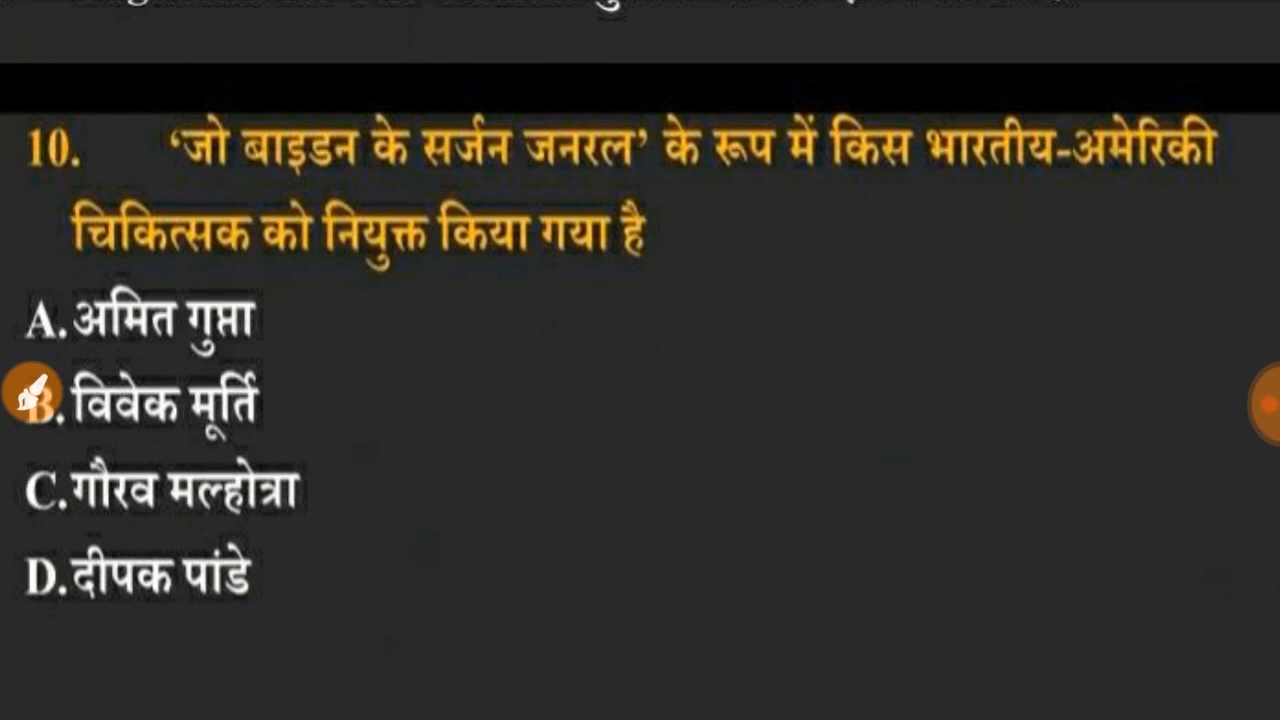 10. ‘जो बाइडन के सर्जन जनरल’ के रूप में किस भारतीय-अमेरिकी
चिकित्सक को नियुक्त किया गया है
A.अमित गुप्ता
B.विवेक मूर्ति
C.गौरव मल्होत्रा
D.दीपक पांडे